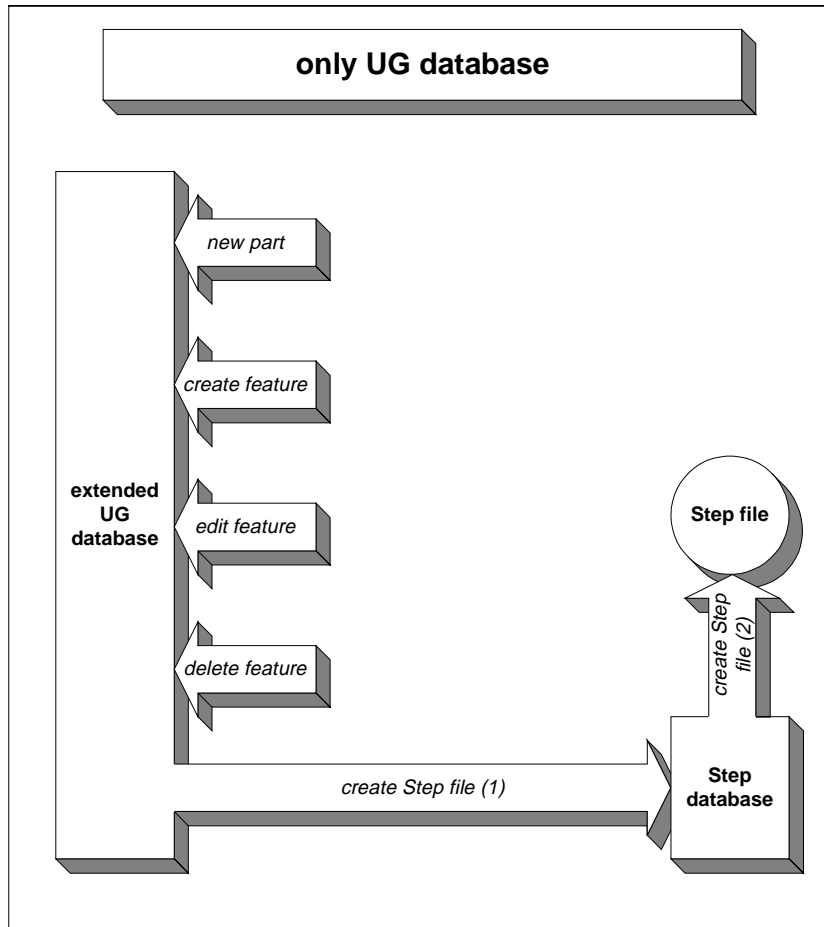 only UG database
new part
create feature
extended
UG
database
edit feature
Step file
delete feature
create Step
file (2)
create Step file (1)
Step
database